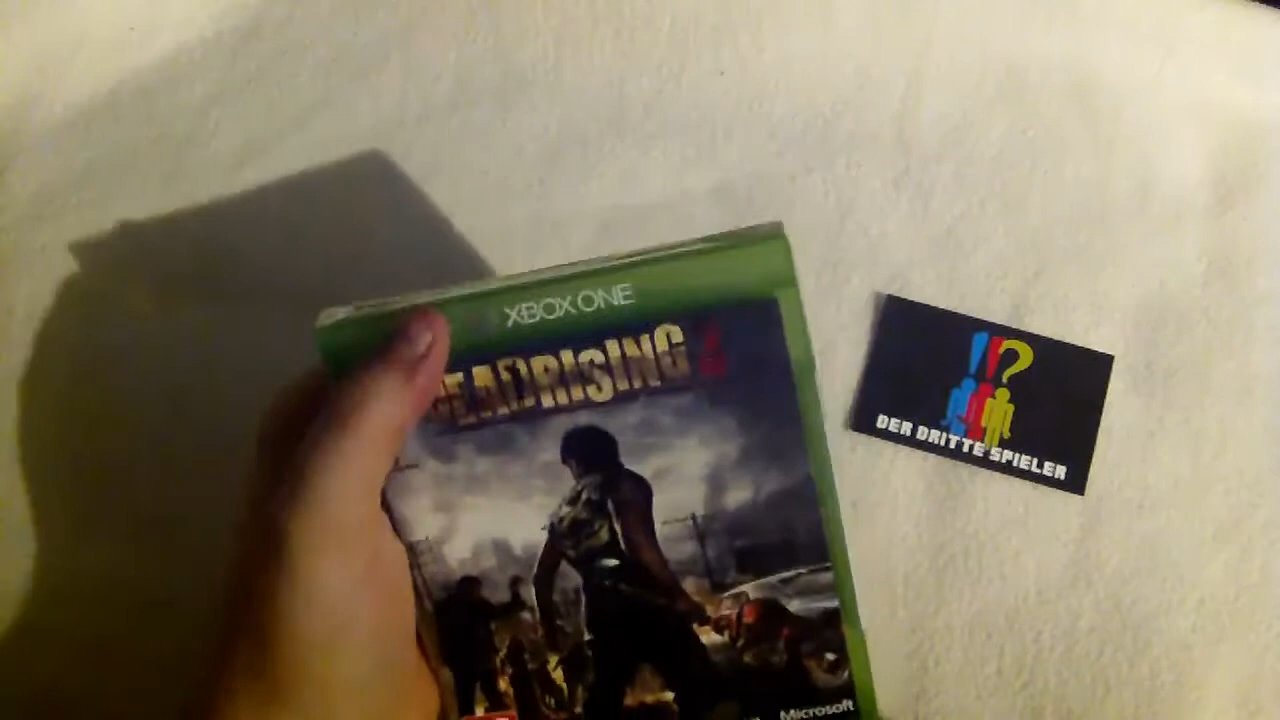 XBOX ONE
DEADRISING
Microsoft
!!?
DER DRITTE SPIELER